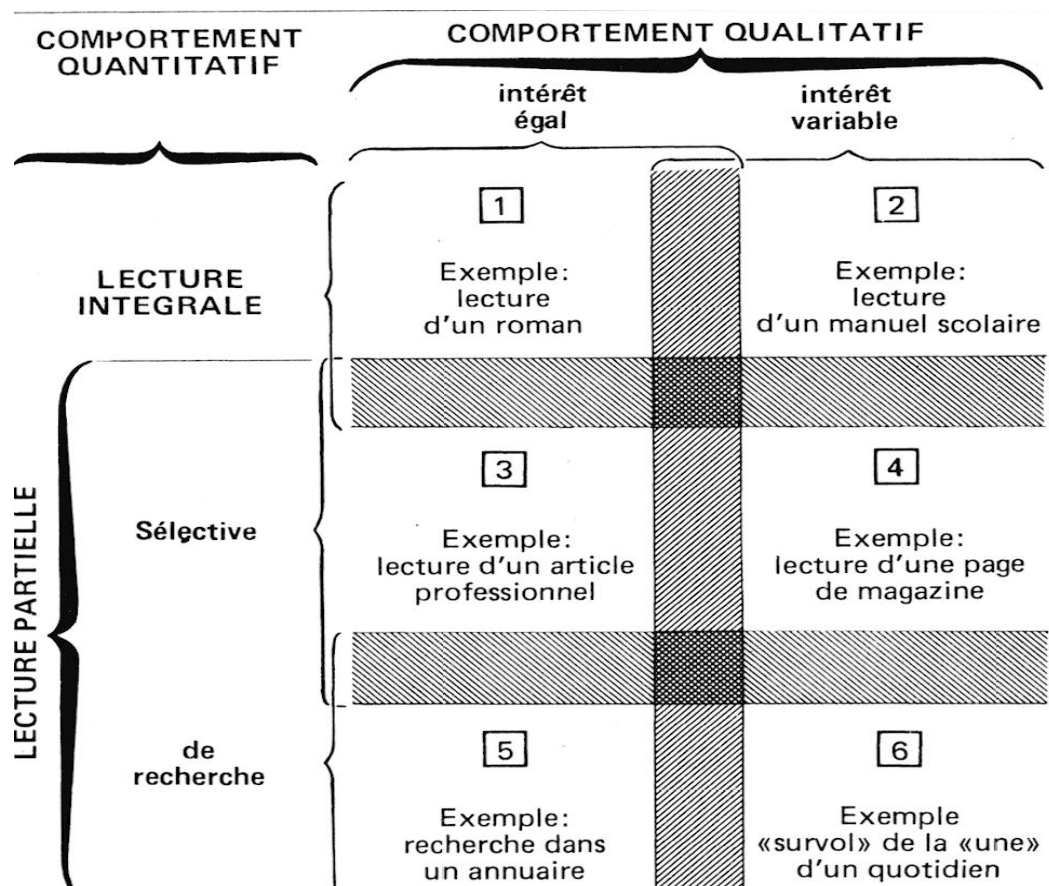 COMPORTEMENT
QUANTITATIF
COMPORTEMENT QUALITATIF
intérêt
égal
intérêt
variable
LECTURE
INTEGRALE
1
Exemple:
lecture
d'un roman
2
Exemple:
lecture
d'un manuel scolaire
LECTURE PARTIELLE
Sélective
3
Exemple:
lecture d'un article
professionnel
4
Exemple:
lecture d'une page
de magazine
de
recherche
5
Exemple:
recherche dans
un annuaire
6
Exemple
«survol» de la «une»
d'un quotidien